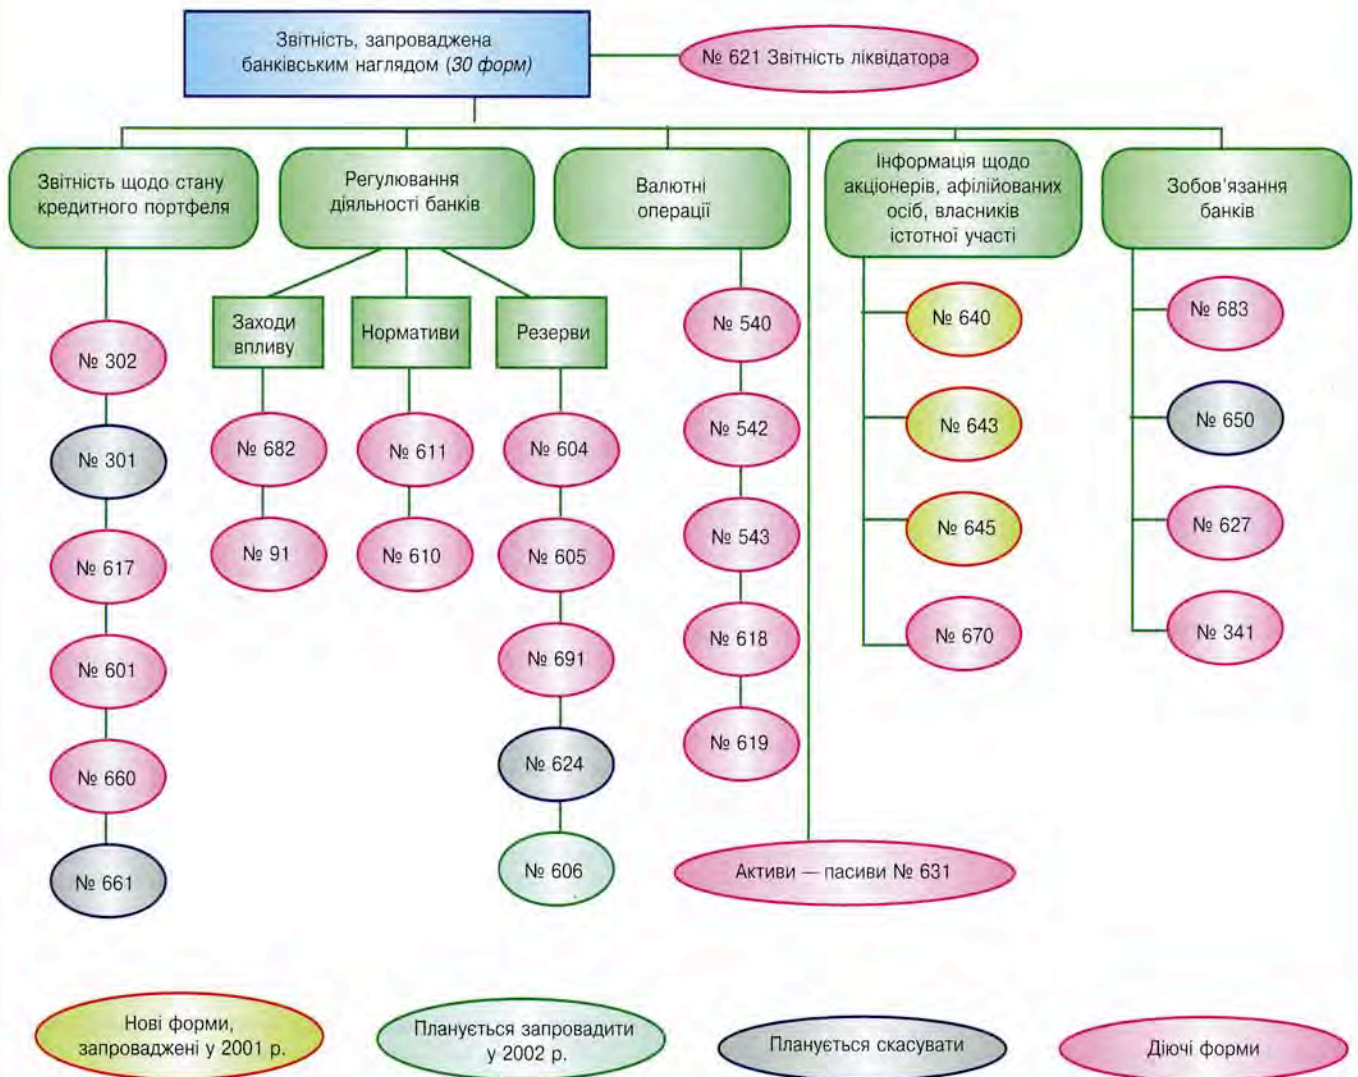 Звітність, запроваджена
банківським наглядом (30 форм)
№ 621 Звітність ліквідатора
Звітність щодо стану
кредитного портфеля
Регулювання
діяльності банків
Валютні
операції
Інформація щодо
акціонерів, афілійованих
осіб, власників
істотної участі
Зобов'язання
банків
№ 302
№ 301
№ 617
№ 601
№ 660
№ 661
Заходи
впливу
№ 682
№ 91
Нормативи
№ 611
№ 610
Резерви
№ 604
№ 605
№ 691
№ 624
№ 606
№ 540
№ 542
№ 543
№ 618
№ 619
Активи — пасиви № 631
№ 640
№ 643
№ 645
№ 670
№ 683
№ 650
№ 627
№ 341
Нові форми,
запроваджені у 2001 р.
Планується запровадити
у 2002 р.
Планується скасувати
Діючі форми